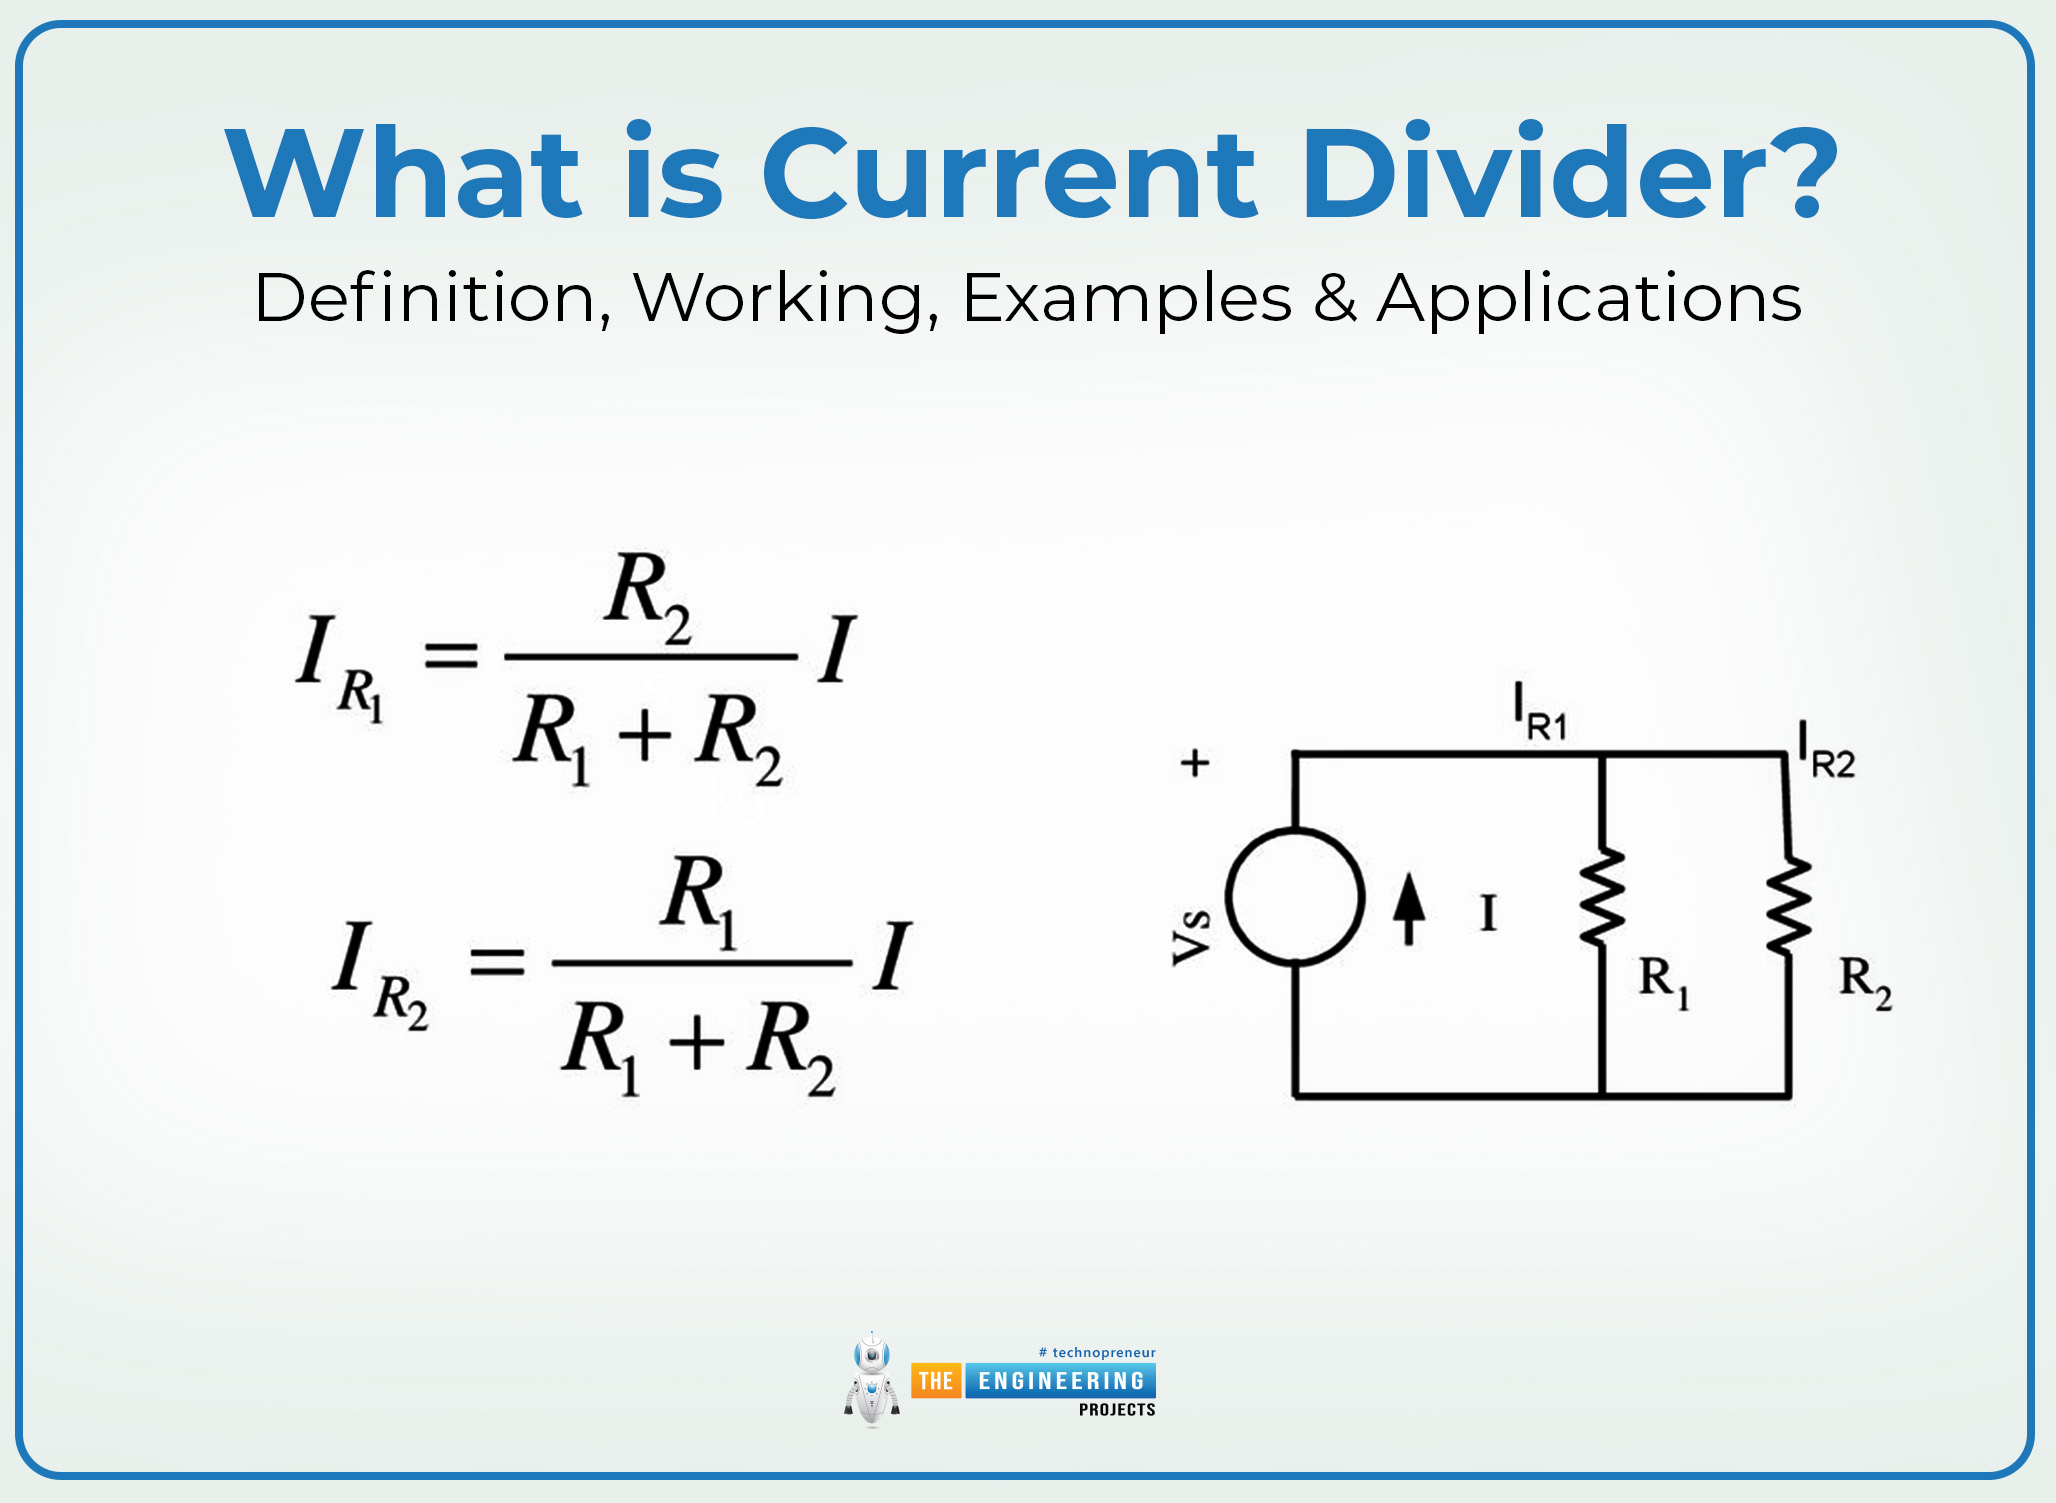 What is Current Divider?
Definition, Working, Examples & Applications
I_{R_1} = \frac{R_2}{R_1 + R_2} I
I_{R_2} = \frac{R_1}{R_1 + R_2} I
kg
I_{R1}
I_{R2}
+
Vs
I
R_1
R_2
# technopreneur
THE ENGINEERING
PROJECTS